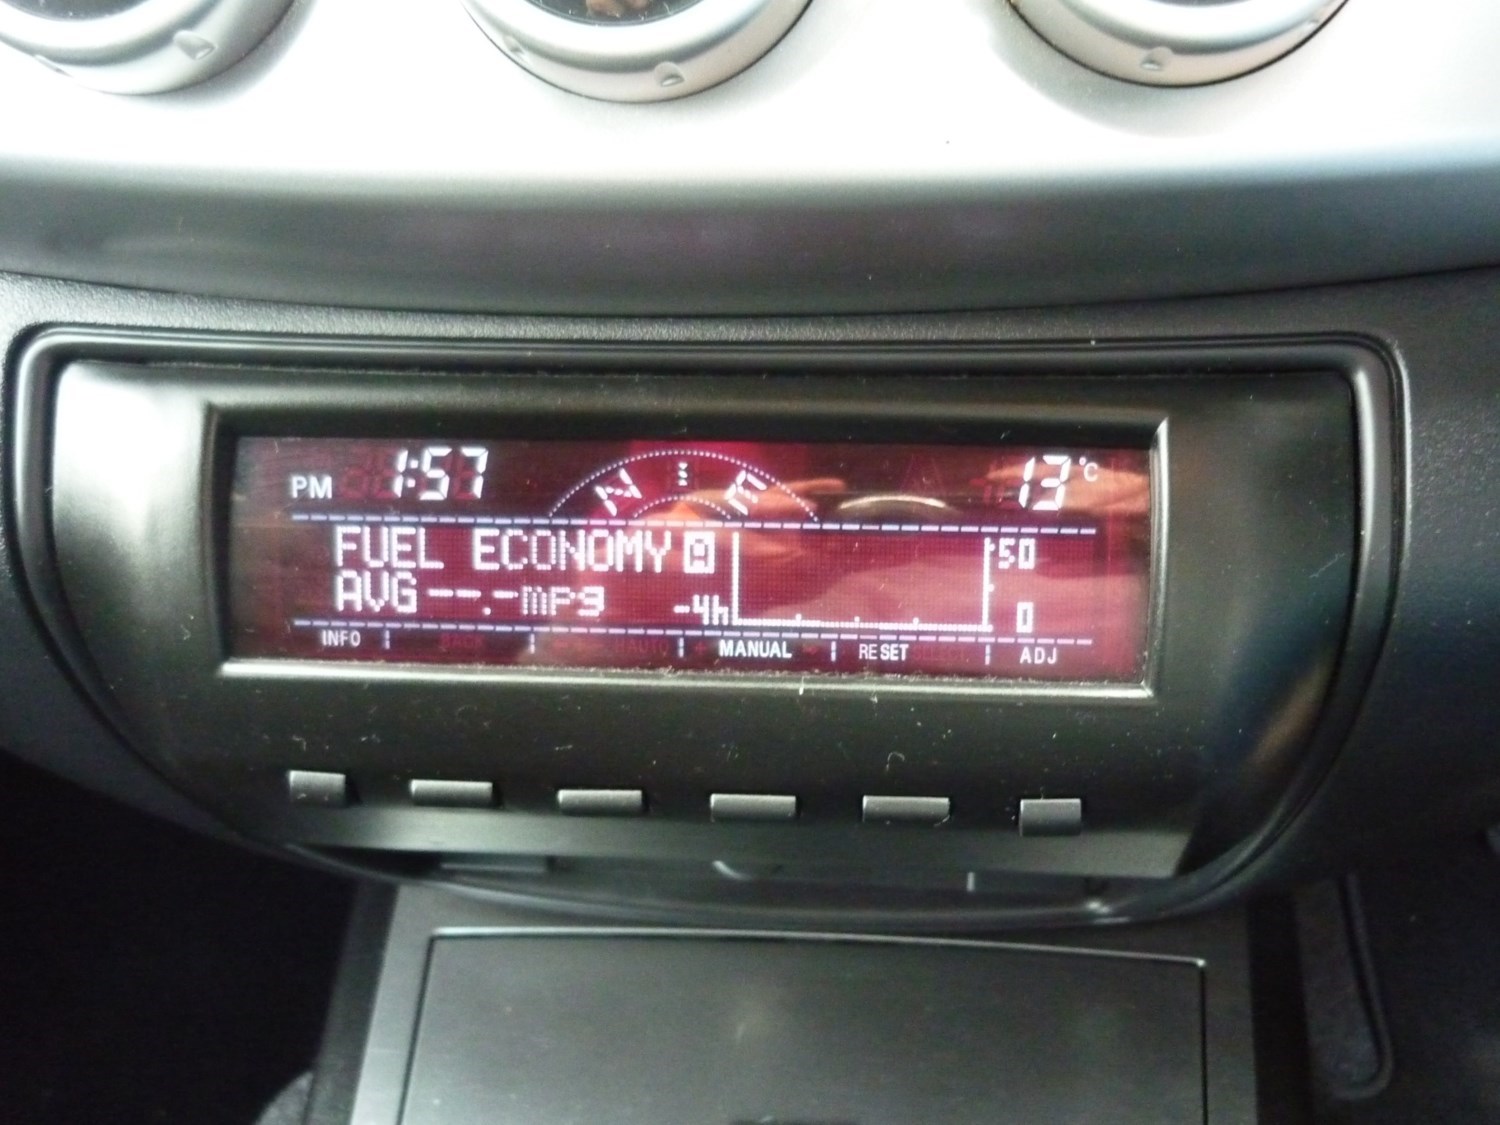 PM 1:57 N E 13°C
FUEL ECONOMY M 50
AVG --.-mpg -4h 0
INFO MANUAL RESET ADJ